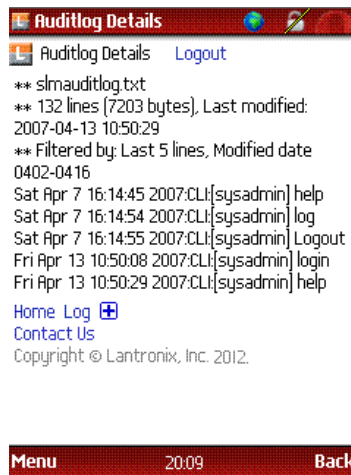 Auditlog Details
Auditlog Details Logout
** slmauditlog.txt
** 132 lines (7203 bytes), Last modified:
2007-04-13 10:50:29
** Filtered by: Last 5 lines, Modified date
0402-0416
Sat Apr 7 16:14:45 2007:CLI:[sysadmin] help
Sat Apr 7 16:14:54 2007:CLI:[sysadmin] log
Sat Apr 7 16:14:55 2007:CLI:[sysadmin] Logout
Fri Apr 13 10:50:08 2007:CLI:[sysadmin] login
Fri Apr 13 10:50:29 2007:CLI:[sysadmin] help
Home Log
Contact Us
Copyright © Lantronix, Inc. 2012.
Menu 20:09 Back